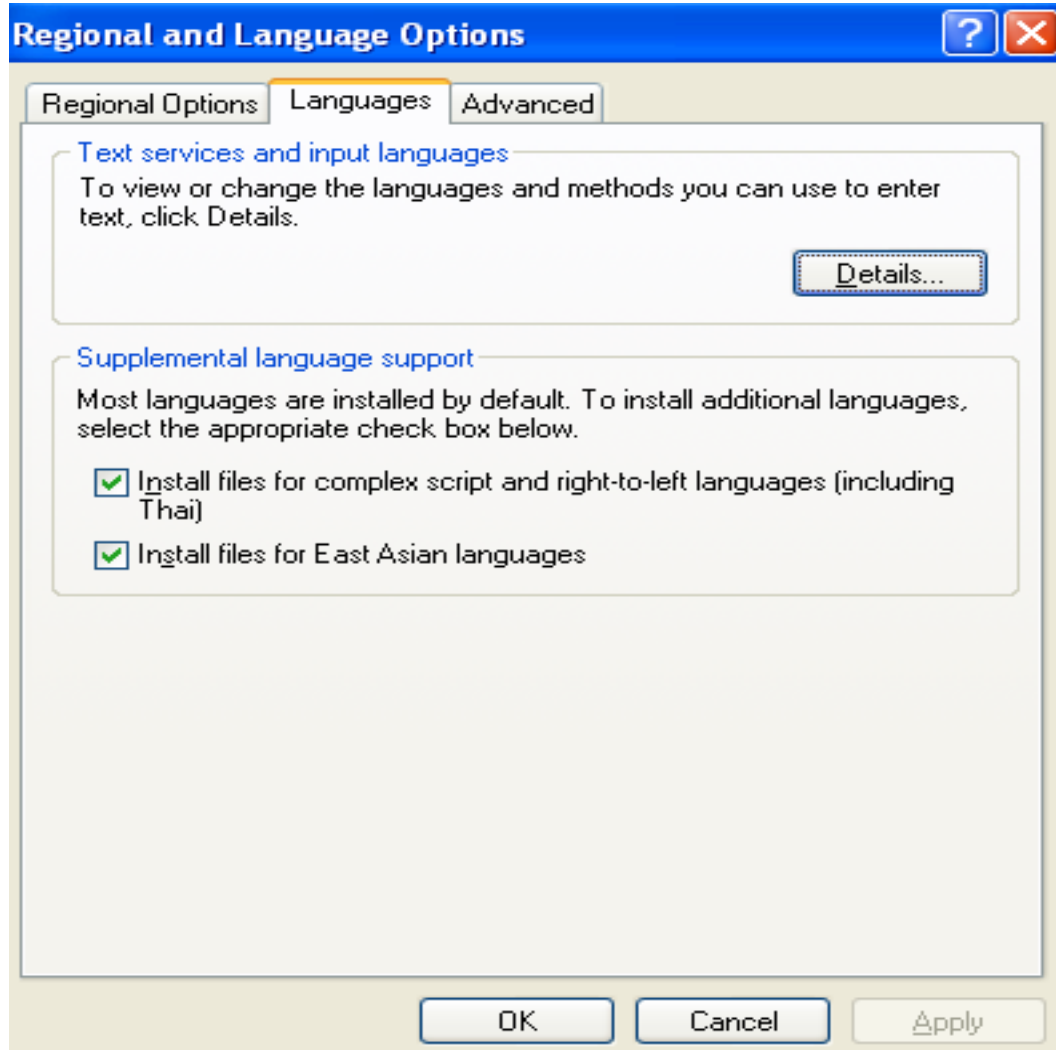 Regional and Language Options
Regional Options
Languages
Advanced
Text services and input languages
To view or change the languages and methods you can use to enter
text, click Details.
Details...
Supplemental language support
Most languages are installed by default. To install additional languages,
select the appropriate check box below.
Install files for complex script and right-to-left languages (including
Thai)
Install files for East Asian languages
OK
Cancel
Apply